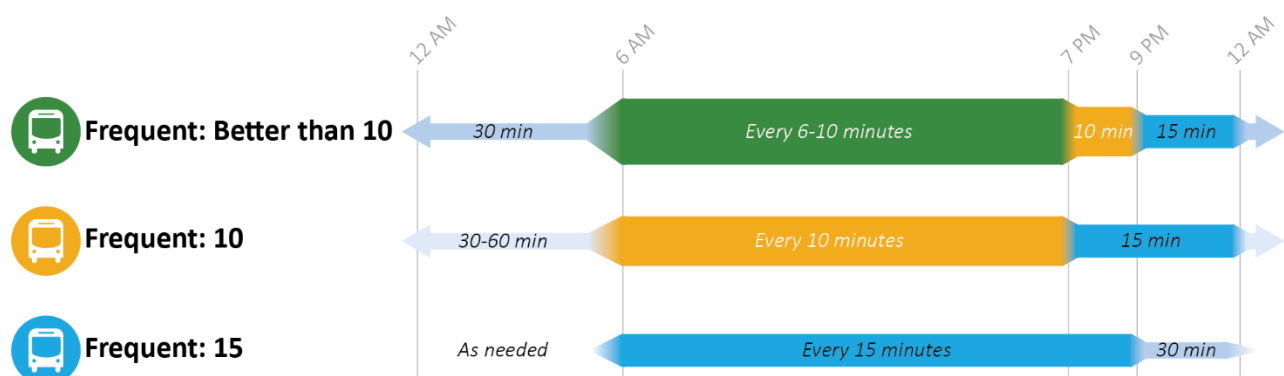 12 AM
6 AM
7 PM
9 PM
12 AM
Frequent: Better than 10
30 min
Every 6-10 minutes
10 min
15 min
Frequent: 10
30-60 min
Every 10 minutes
15 min
Frequent: 15
As needed
Every 15 minutes
30 min